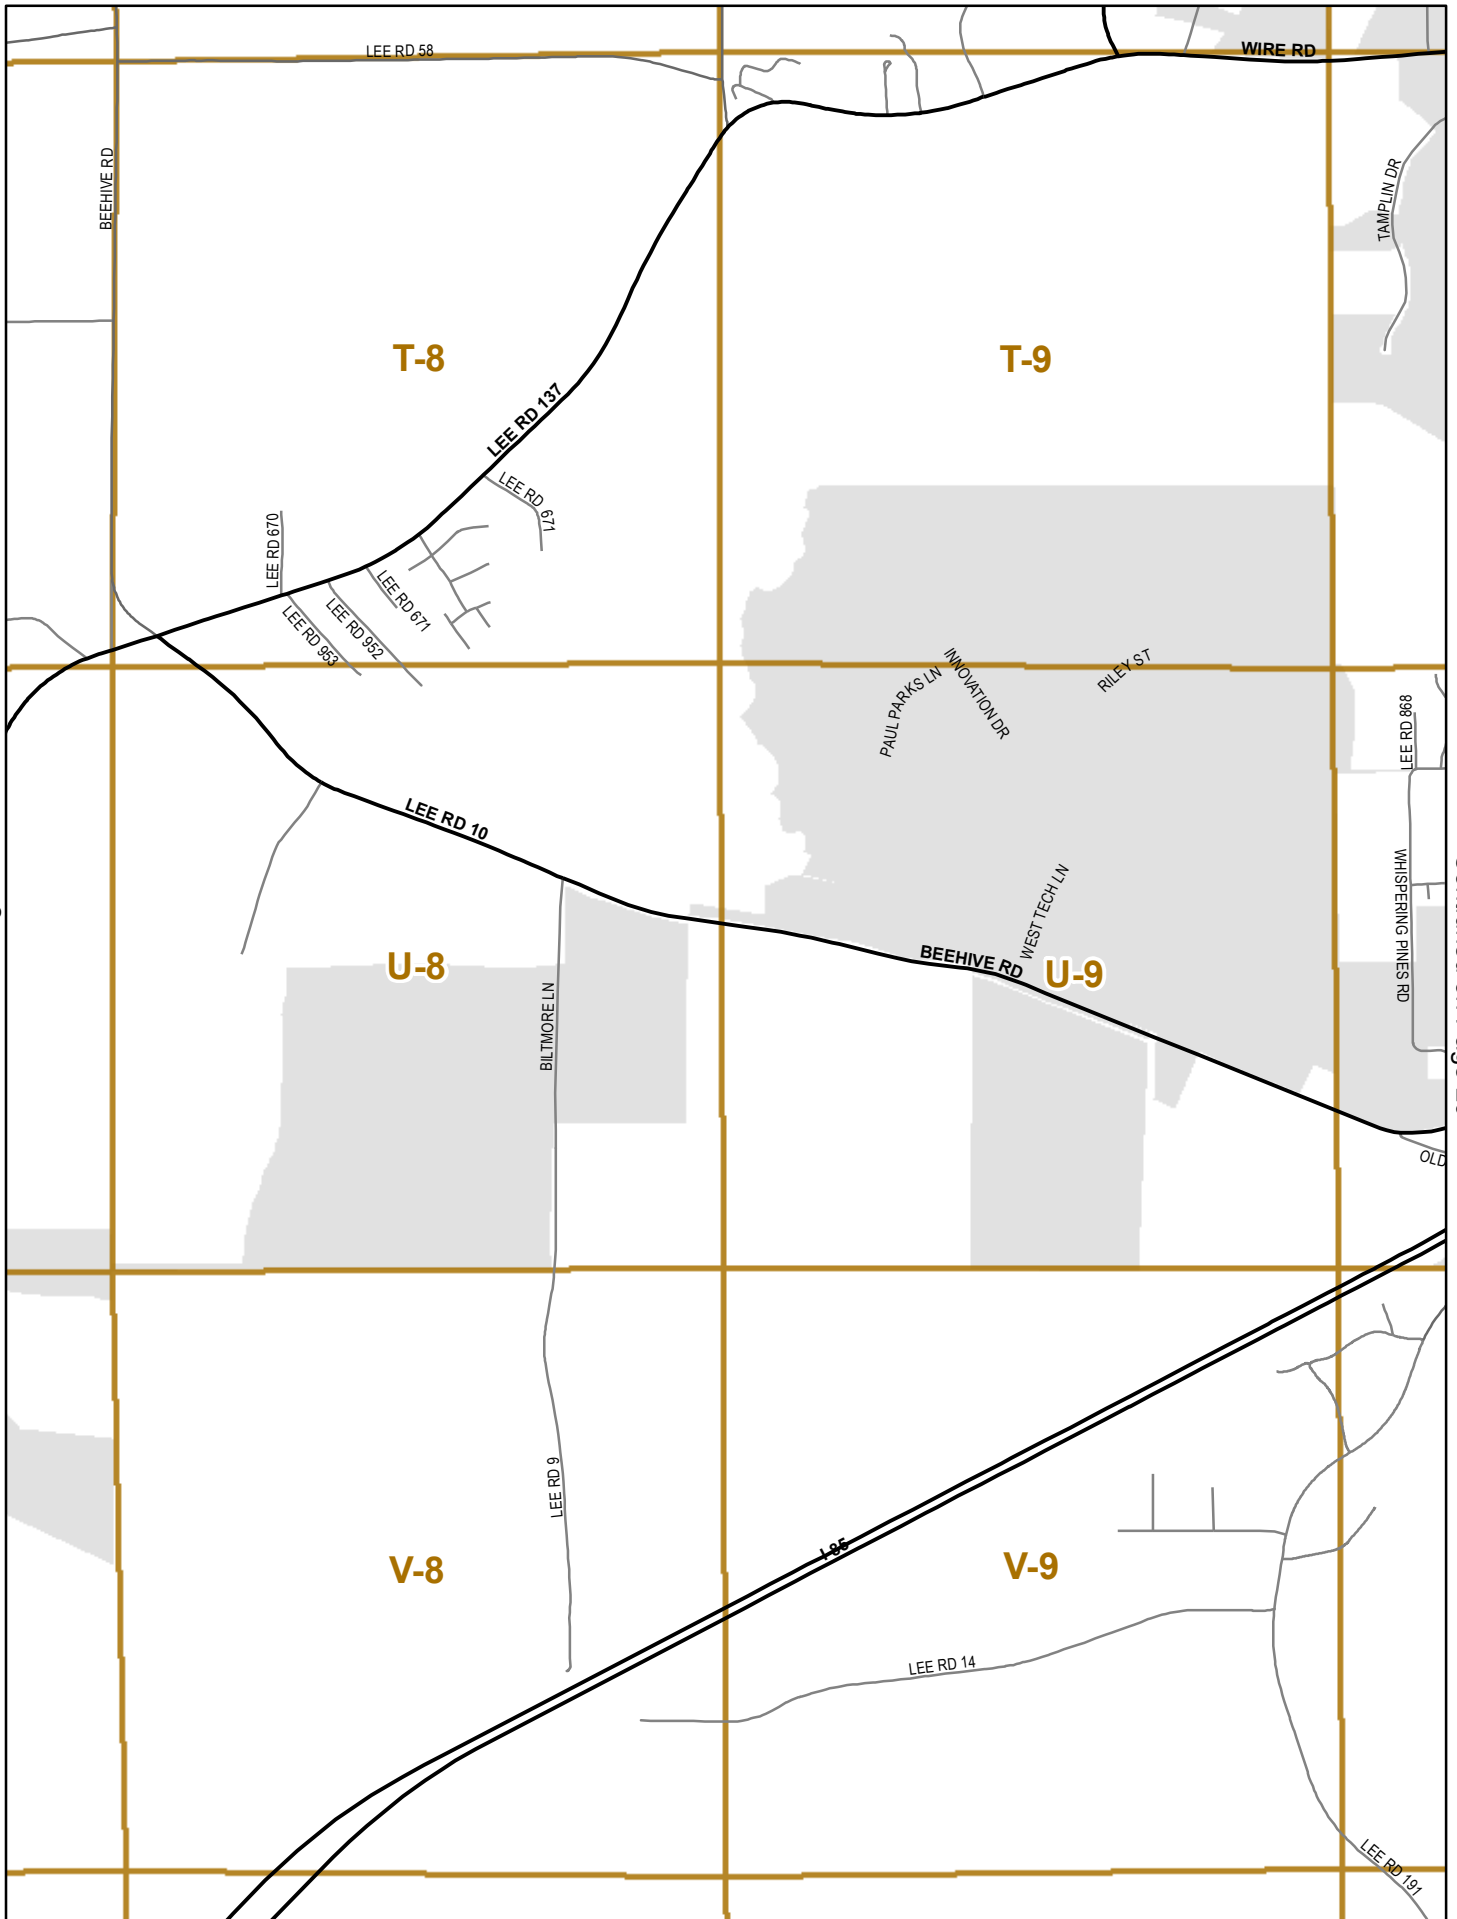 LEE RD 58
WIRE RD
BEEHIVE RD
TAMPLIN DR
T-8
T-9
LEE RD 137
LEE RD 671
LEE RD 670
LEE RD 671
LEE RD 952
LEE RD 953
INNOVATION DR
RILEY ST
PAUL PARKS LN
LEE RD 868
LEE RD 10
WHISPERING PINES RD
WEST TECH LN
BEEHIVE RD
U-8
U-9
BILTMORE LN
OLD
LEE RD 9
I-85
V-8
V-9
LEE RD 14
LEE RD 191